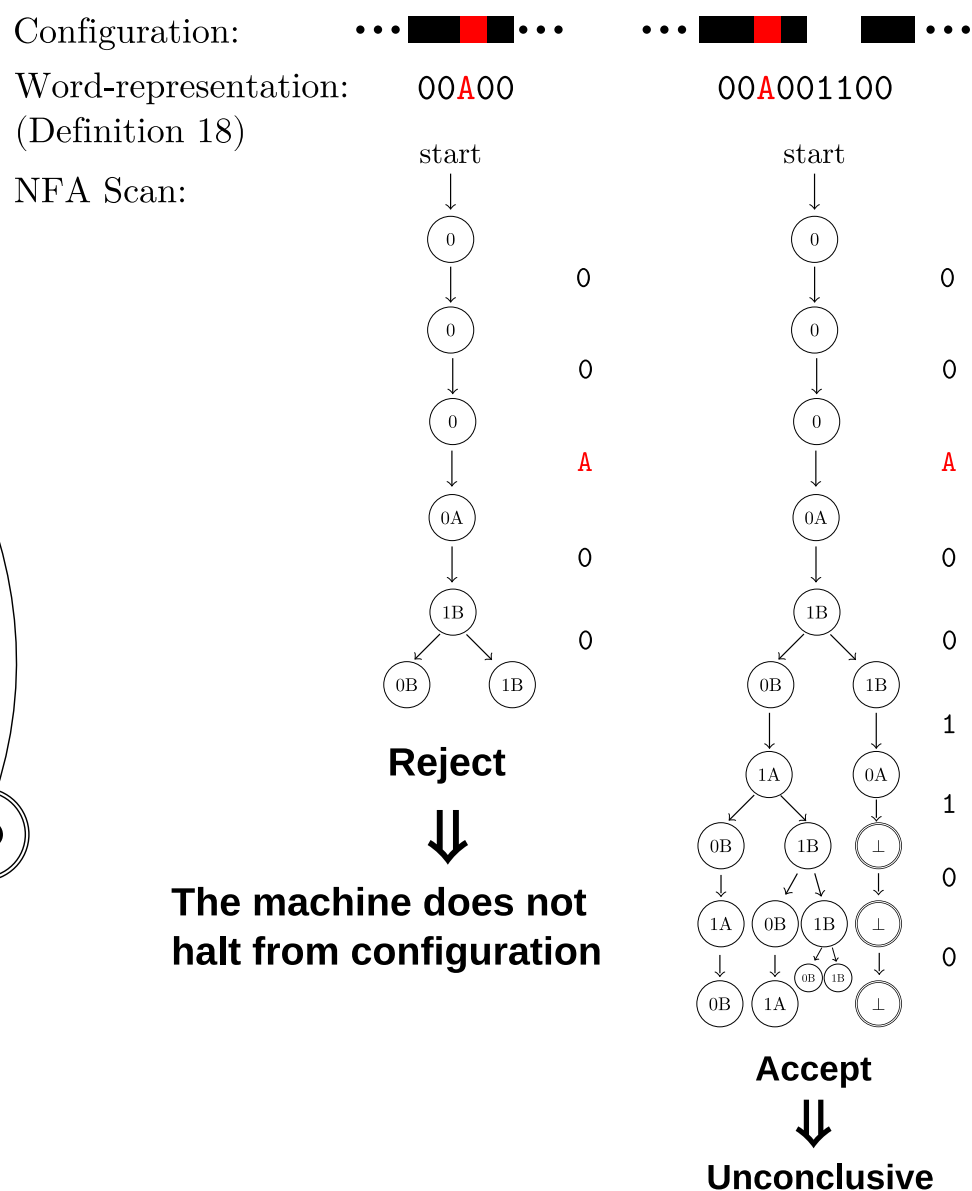 Configuration:
Word-representation: 00A00 00A001100
(Definition 18)
start start
NFA Scan:
0 0
0 0
0 0
0 0
0 0
A A
0A 0A
0 0
1B 1B
0 0
0B 1B 0B 1B
1
Reject
1A 0A
1
0B 1B ⊥
⇓
0
The machine does not
1A 0B 1B ⊥
halt from configuration
0
0B 1B
0B 1A ⊥
Accept
⇓
Unconclusive